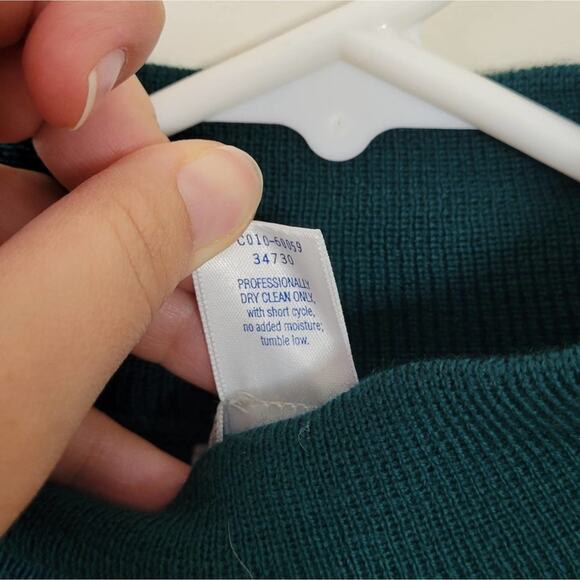 C010-60059
34730
PROFESSIONALLY
DRY CLEAN ONLY,
with short cycle,
no added moisture;
tumble low.